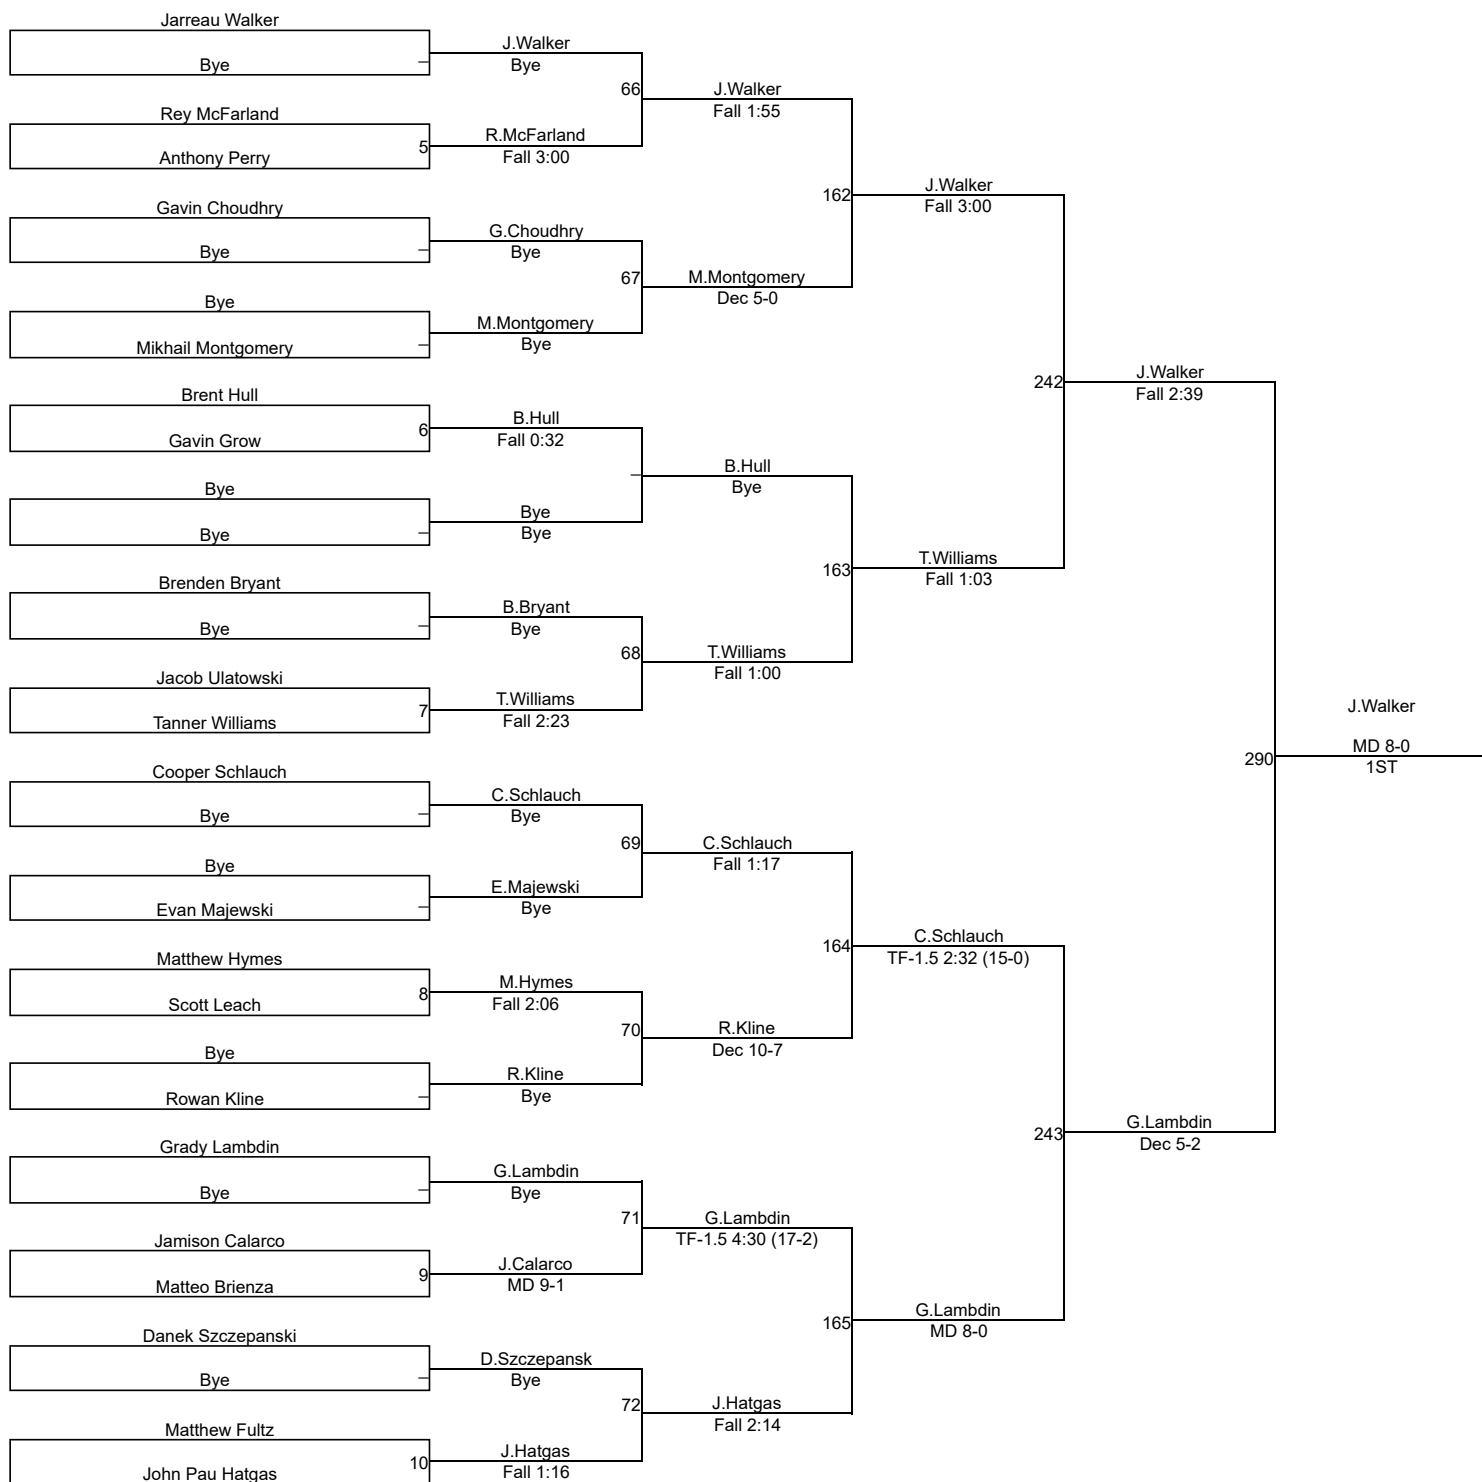 Jarreau Walker
Bye
J.Walker
Bye
66
J.Walker
Fall 1:55
Rey McFarland
Anthony Perry
5
R.McFarland
Fall 3:00
162
J.Walker
Fall 3:00
Gavin Choudhry
Bye
G.Choudhry
Bye
67
M.Montgomery
Dec 5-0
Bye
Mikhail Montgomery
M.Montgomery
Bye
242
J.Walker
Fall 2:39
Brent Hull
Gavin Grow
6
B.Hull
Fall 0:32
B.Hull
Bye
Bye
Bye
Bye
Bye
163
T.Williams
Fall 1:03
Brenden Bryant
Bye
B.Bryant
Bye
68
T.Williams
Fall 1:00
Jacob Ulatowski
Tanner Williams
7
T.Williams
Fall 2:23
290
J.Walker
MD 8-0
1ST
Cooper Schlauch
Bye
C.Schlauch
Bye
69
C.Schlauch
Fall 1:17
Bye
Evan Majewski
E.Majewski
Bye
164
C.Schlauch
TF-1.5 2:32 (15-0)
Matthew Hymes
Scott Leach
8
M.Hymes
Fall 2:06
70
R.Kline
Dec 10-7
Bye
Rowan Kline
R.Kline
Bye
243
G.Lambdin
Dec 5-2
Grady Lambdin
Bye
G.Lambdin
Bye
71
G.Lambdin
TF-1.5 4:30 (17-2)
Jamison Calarco
Matteo Brienza
9
J.Calarco
MD 9-1
165
G.Lambdin
MD 8-0
Danek Szczepanski
Bye
D.Szczepansk
Bye
72
J.Hatgas
Fall 2:14
Matthew Fultz
John Pau Hatgas
10
J.Hatgas
Fall 1:16